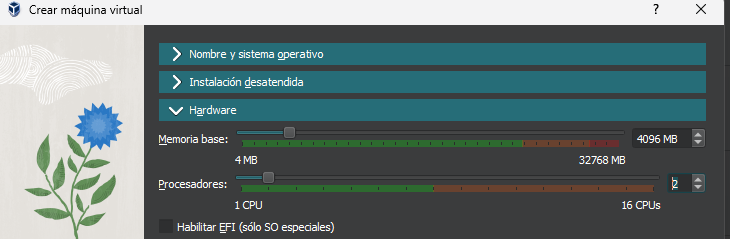 Crear máquina virtual
Nombre y sistema operativo
Instalación desatendida
Hardware
Memoria base:
4096 MB
4 MB
32768 MB
Procesadores:
2
1 CPU
16 CPUs
Habilitar EFI (sólo SO especiales)